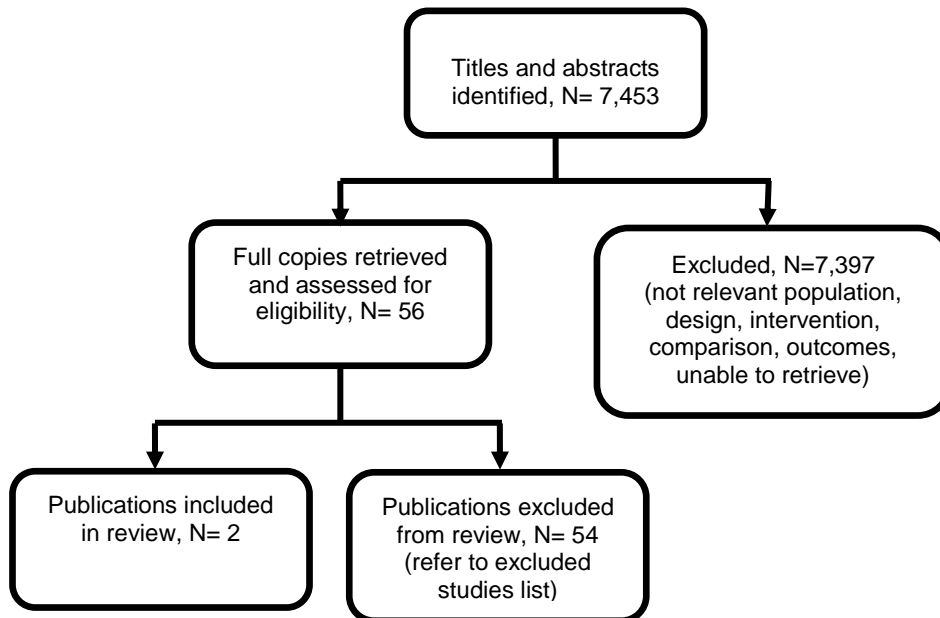 Titles and abstracts
identified, N= 7,453
Full copies retrieved
and assessed for
eligibility, N= 56
Excluded, N=7,397
(not relevant population,
design, intervention,
comparison, outcomes,
unable to retrieve)
Publications included
in review, N= 2
Publications excluded
from review, N= 54
(refer to excluded
studies list)